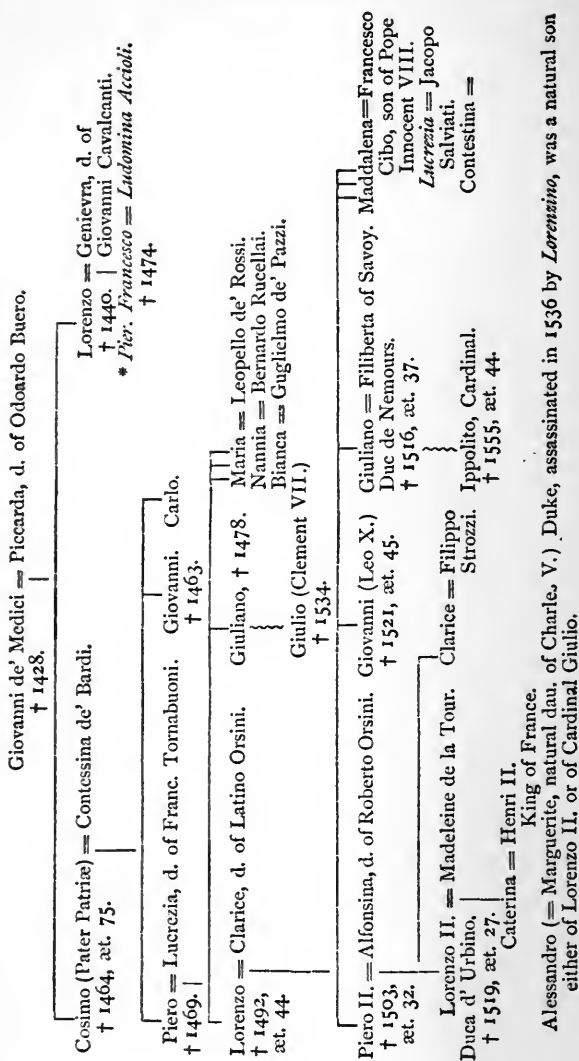 Giovanni de' Medici = Piccarda, d. of Odoardo Buero.
† 1428.
Cosimo (Pater Patriæ) = Contessina de' Bardi.
† 1464, æt. 75.
Lorenzo = Genievra, d. of
† 1440. | Giovanni Cavalcanti.
* Pier. Francesco = Ludomina Accioli.
† 1474.
Piero = Lucrezia, d. of Franc. Tornabuoni.
† 1469.
Giovanni.
† 1463.
Carlo.
Lorenzo = Clarice, d. of Latino Orsini.
† 1492,
æt. 44.
Giuliano, † 1478.
Giulio (Clement VII.)
† 1534.
Maria = Leopello de' Rossi.
Nannia = Bernardo Rucellai.
Bianca = Guglielmo de' Pazzi.
Piero II. = Alfonsina, d. of Roberto Orsini.
† 1503,
æt. 32.
Giovanni (Leo X.)
† 1521, æt. 45.
Giuliano = Filiberta of Savoy.
Duc de Nemours.
† 1516, æt. 37.
Maddalena=Francesco
Cibo, son of Pope
Innocent VIII.
Lucrezia = Jacopo
Salviati.
Contestina =
Lorenzo II. = Madeleine de la Tour.
Duca d' Urbino.
† 1519, æt. 27.
Clarice = Filippo
Strozzi.
Ippolito, Cardinal.
† 1555, æt. 44.
Caterina = Henri II.
King of France.
Alessandro (= Marguerite, natural dau. of Charle. V.) Duke, assassinated in 1536 by Lorenzino, was a natural son
either of Lorenzo II. or of Cardinal Giulio.